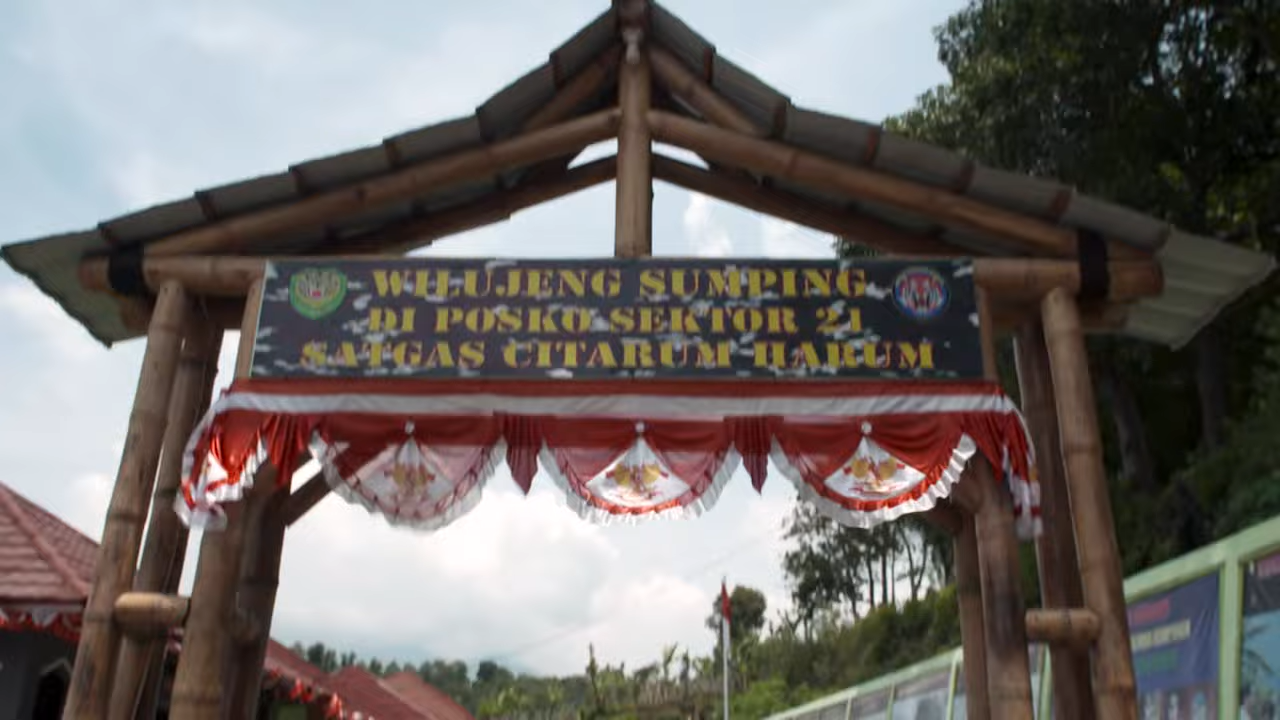 WILUJENG SUMPING
DI POSKO SEKTOR 21
SATGAS CITARUM HARUM